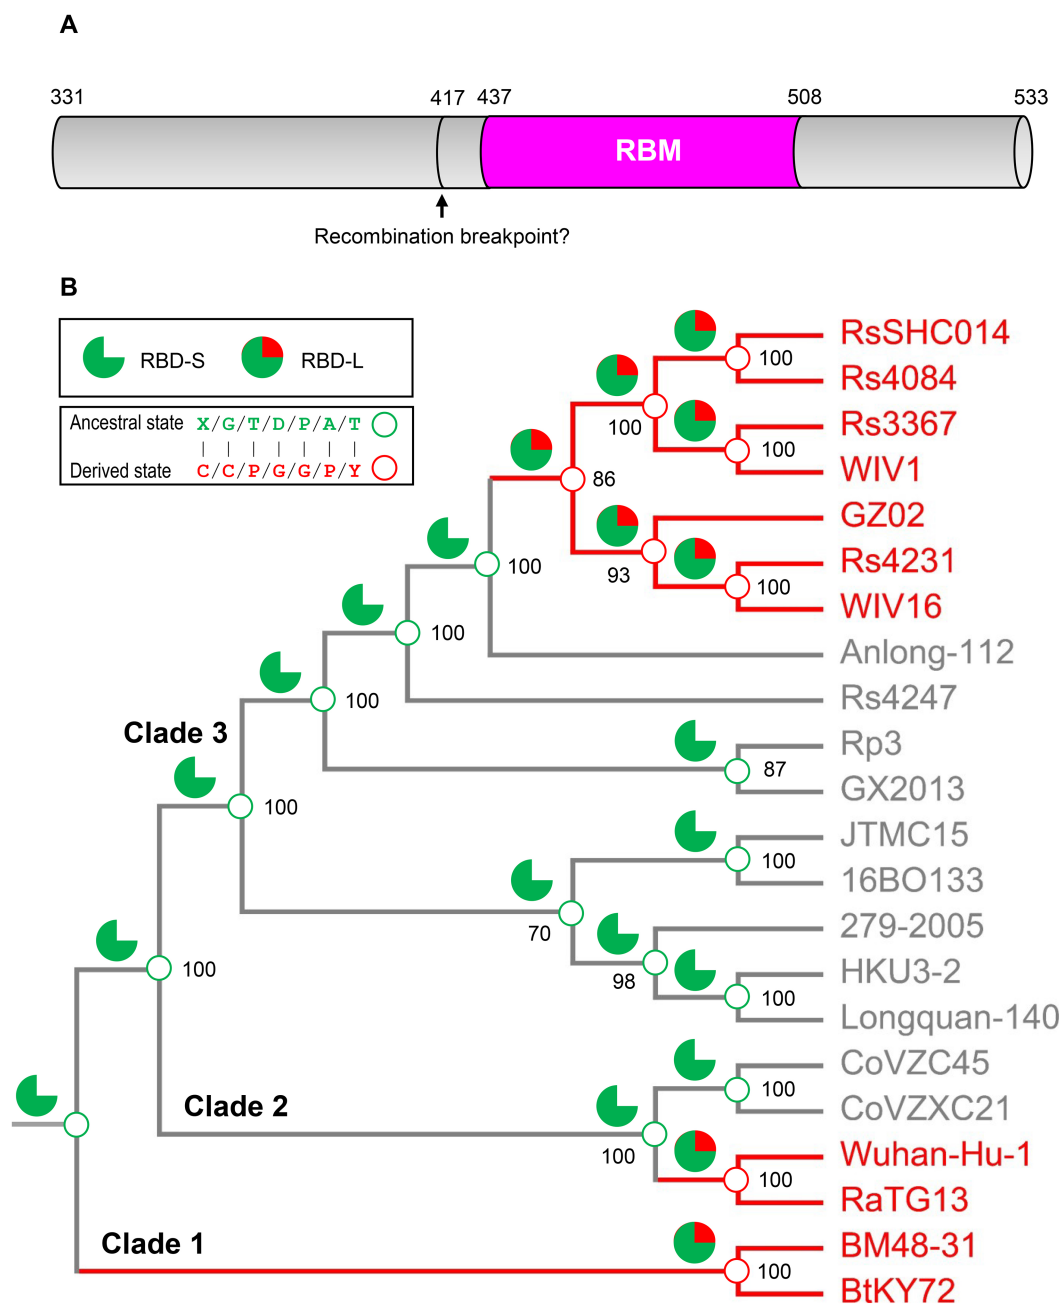 A
331 417 437 508 533
RBM
Recombination breakpoint?
B
RBD-S RBD-L
Ancestral state X/G/T/D/P/A/T
Derived state C/C/P/G/G/P/Y
RsSHC014
100
Rs4084
100
Rs3367
100
WIV1
86
GZ02
Rs4231
93
100
WIV16
100
Anlong-112
100
Rs4247
100
Clade 3
Rp3
87
GX2013
100
JTMC15
100
16BO133
70
279-2005
98
HKU3-2
100
Longquan-140
100
CoVZC45
100
Clade 2
CoVZXC21
100
Wuhan-Hu-1
100
RaTG13
Clade 1
BM48-31
100
BtKY72